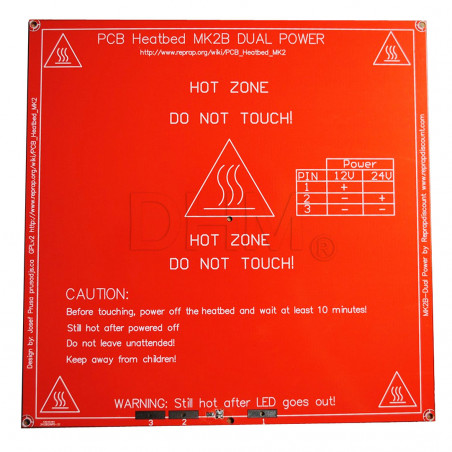 PCB Heatbed MK2B DUAL POWER
http://www.reprap.org/wiki/PCB_Heatbed_MK2
HOT ZONE
DO NOT TOUCH!
Power
PIN 12V 24V
1 +
2 - +
3 - -
DHM®
HOT ZONE
DO NOT TOUCH!
CAUTION:
Before touching, power off the heatbed and wait at least 10 minutes!
Still hot after powered off
Do not leave unattended!
Keep away from children!
WARNING: Still hot after LED goes out!
3 2 1
Design by: Josef Prusa prusadjs.ca GPLv2 http://www.reprap.org/wiki/PCB_Heatbed_MK2
MK2B-Dual Power by Reprapdiscount.com